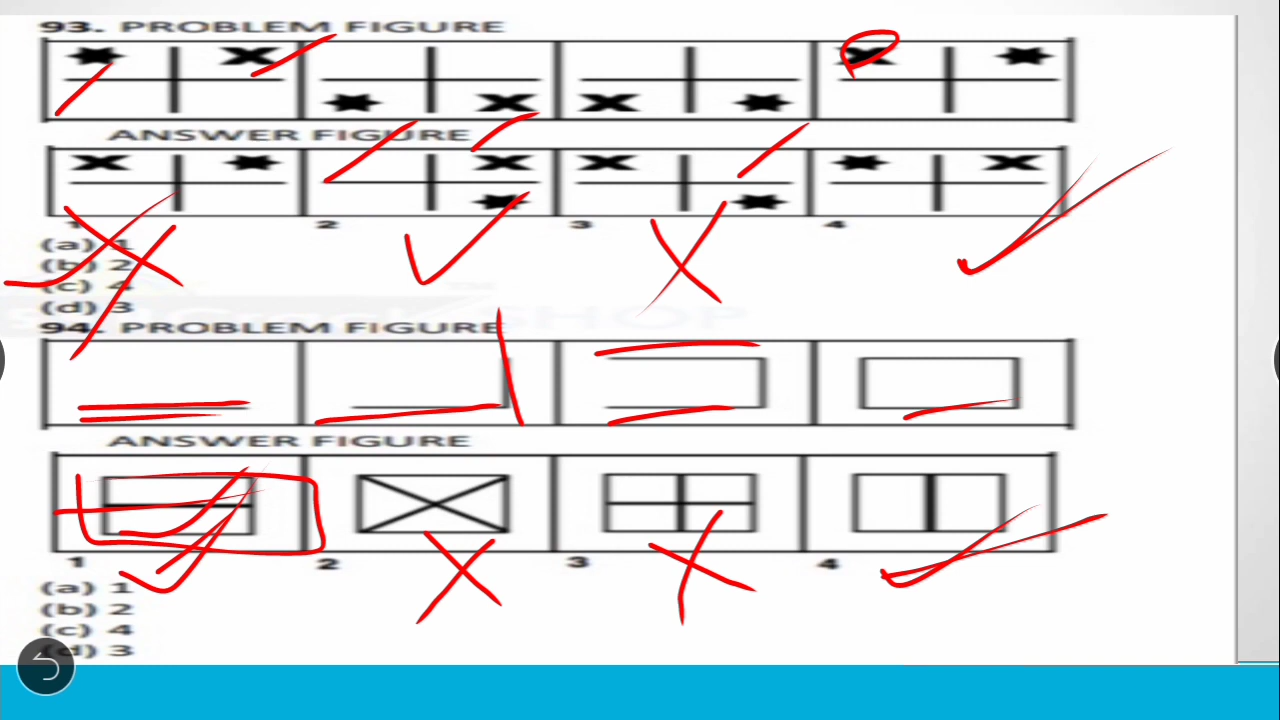 93. PROBLEM FIGURE
ANSWER FIGURE
1 2 3 4
(a) 1
(b) 2
(c) 4
(d) 3
94. PROBLEM FIGURE
ANSWER FIGURE
1 2 3 4
(a) 1
(b) 2
(c) 4
(d) 3